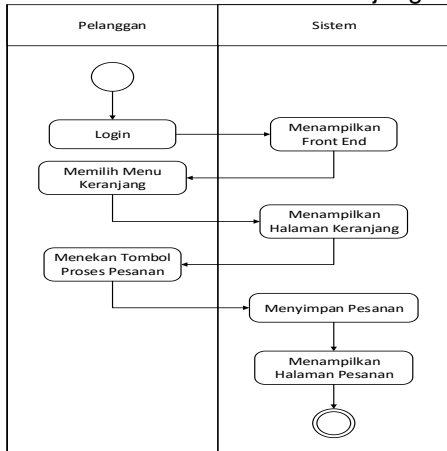 Pelanggan
Sistem
Login
Menampilkan
Front End
Memilih Menu
Keranjang
Menampilkan
Halaman Keranjang
Menekan Tombol
Proses Pesanan
Menyimpan Pesanan
Menampilkan
Halaman Pesanan